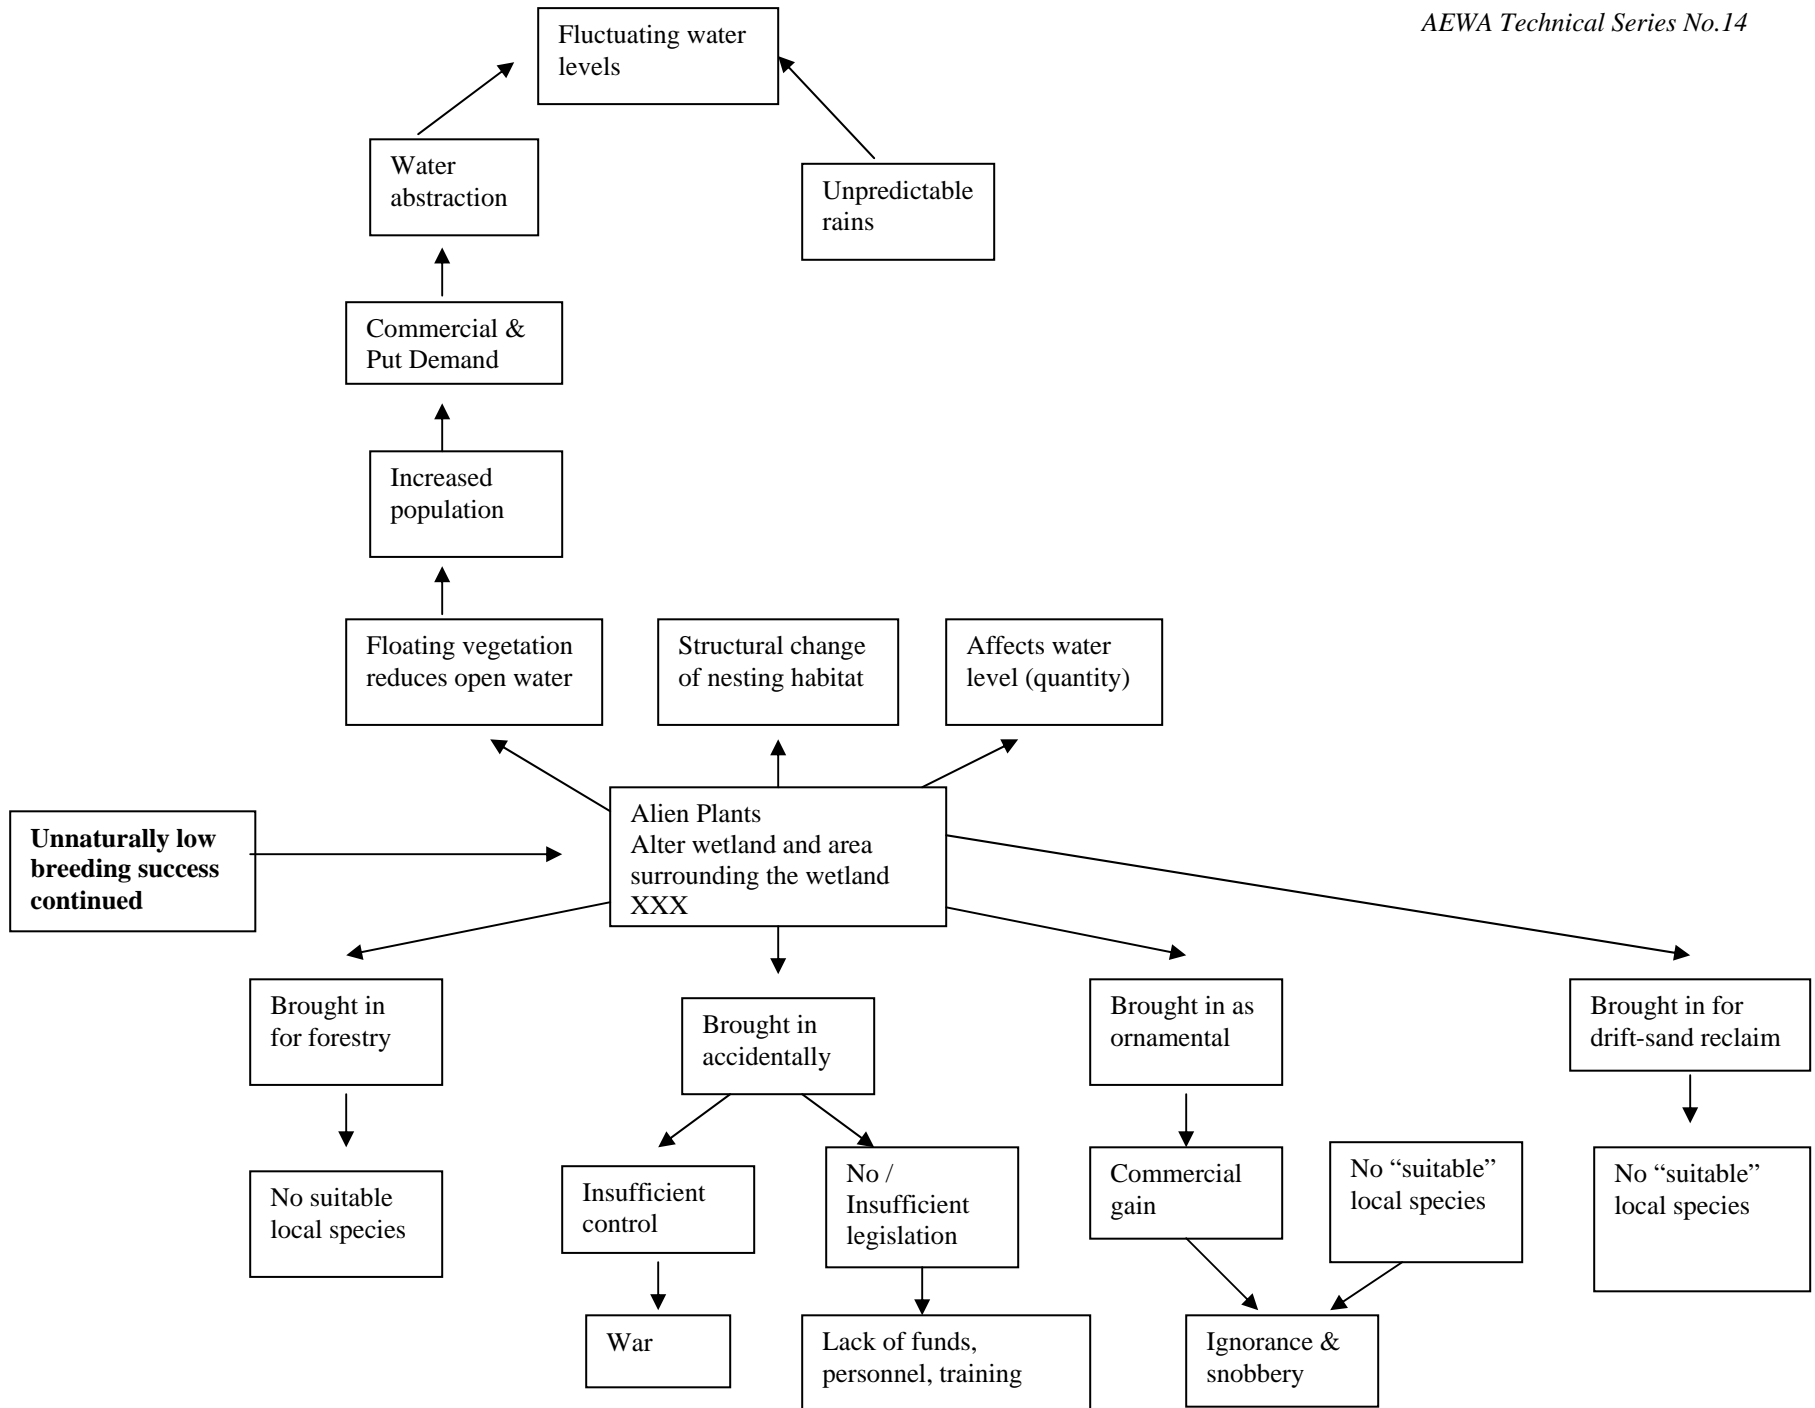 AEWA Technical Series No.14
Fluctuating water
levels
Water
abstraction
Unpredictable
rains
Commercial &
Put Demand
Increased
population
Floating vegetation
reduces open water
Structural change
of nesting habitat
Affects water
level (quantity)
Unnaturally low
breeding success
continued
Alien Plants
Alter wetland and area
surrounding the wetland
XXX
Brought in
for forestry
Brought in
accidentally
Brought in as
ornamental
Brought in for
drift-sand reclaim
No suitable
local species
Insufficient
control
No /
Insufficient
legislation
Commercial
gain
No “suitable”
local species
No “suitable”
local species
War
Lack of funds,
personnel, training
Ignorance &
snobbery